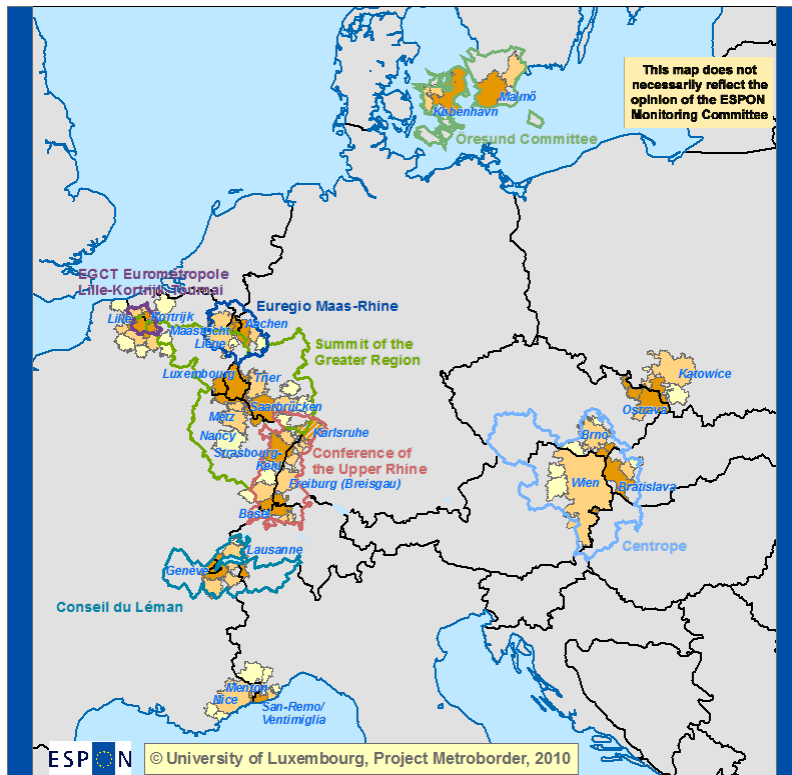 This map does not
necessarily reflect the
opinion of the ESPON
Monitoring Committee
Malmö
København
Öresund Committee
EGCT Eurometropole
Lille-Kortrijk-Tournai
Euregio Maas-Rhine
Lille
Kortrijk
Maastricht
Aachen
Liège
Summit of the
Greater Region
Luxembourg
Trier
Katowice
Saarbrücken
Ostrava
Metz
Nancy
Karlsruhe
Brno
Strasbourg-
Kehl
Conference of
the Upper Rhine
Freiburg (Breisgau)
Wien
Bratislava
Basel
Centrope
Lausanne
Genève
Conseil du Léman
Menton
Nice
San-Remo/
Ventimiglia
ESPON
© University of Luxembourg, Project Metroborder, 2010